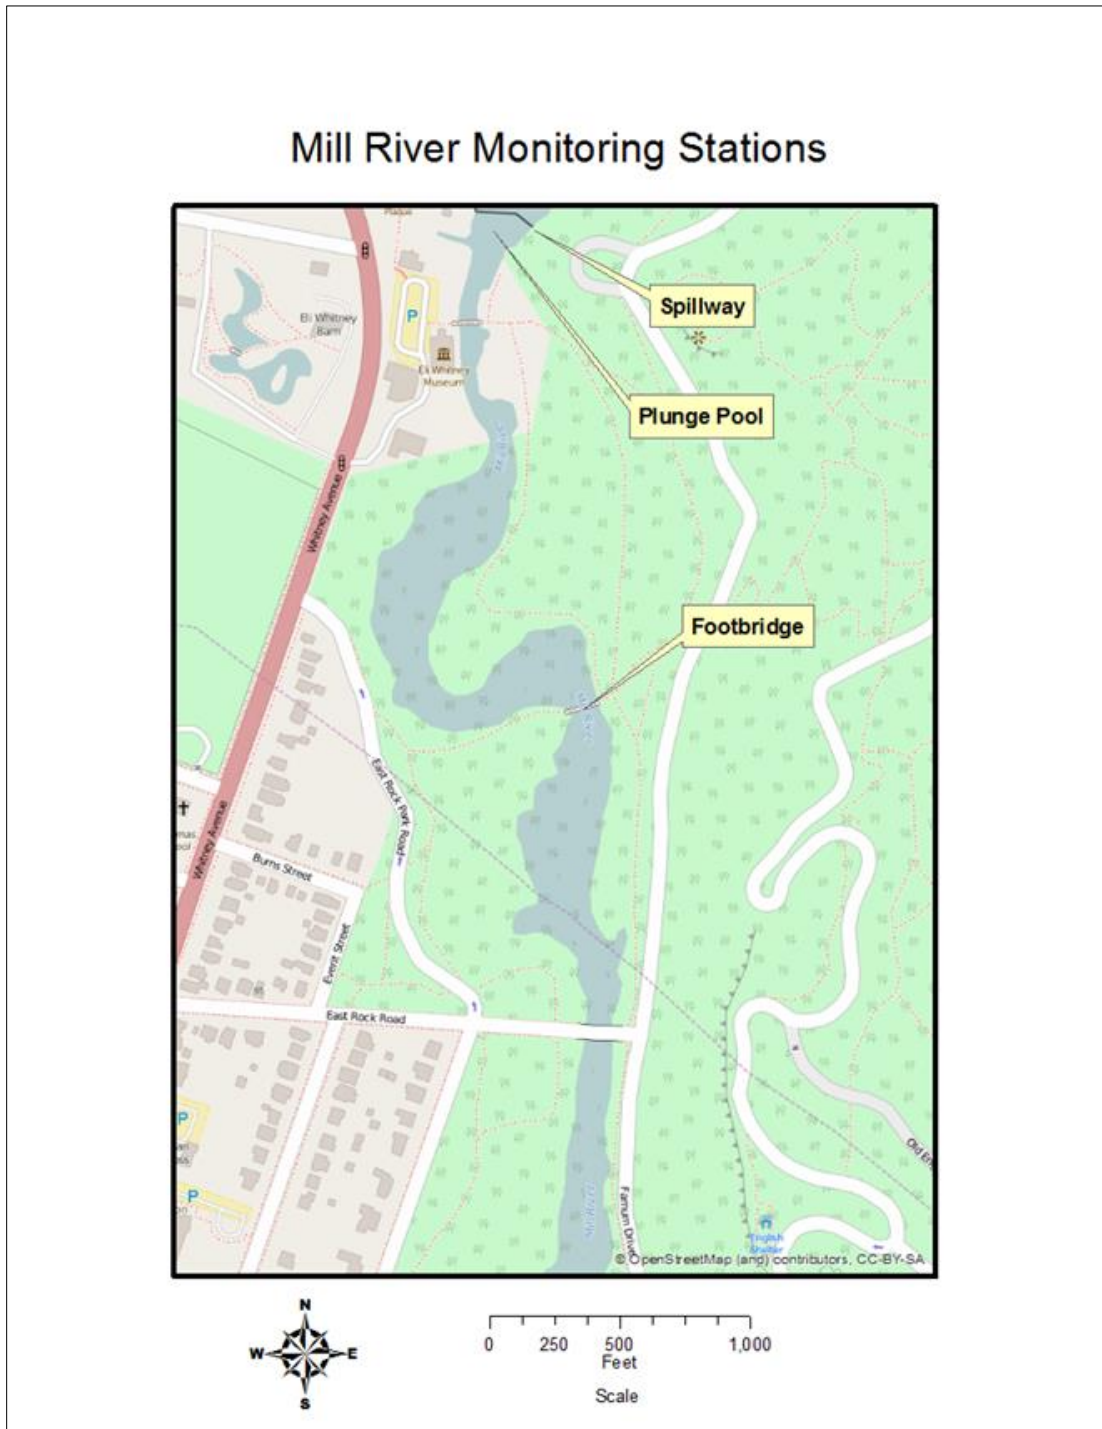 Mill River Monitoring Stations
Spillway
Eli Whitney
Barn
P
Eli Whitney
Museum
Plunge Pool
Whitney Avenue
Footbridge
Mill River
East Rock Park Road
Whitney Avenue
Burns Street
Everit Street
East Rock Road
P
P
Farnum Drive
English
Shelter
© OpenStreetMap (and) contributors, CC-BY-SA
N
W E
S
0 250 500 1,000
Feet
Scale